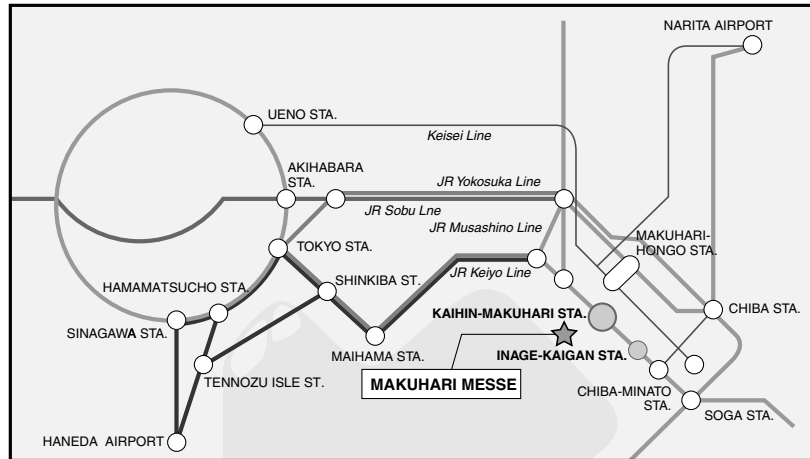 NARITA AIRPORT
UENO STA.
Keisei Line
AKIHABARA
STA.
JR Yokosuka Line
JR Sobu Lne
JR Musashino Line
MAKUHARI-
HONGO STA.
TOKYO STA.
JR Keiyo Line
HAMAMATSUCHO STA.
SHINKIBA ST.
SINAGAWA STA.
KAIHIN-MAKUHARI STA.
CHIBA STA.
MAIHAMA STA.
INAGE-KAIGAN STA.
TENNOZU ISLE ST.
MAKUHARI MESSE
CHIBA-MINATO
STA.
SOGA STA.
HANEDA AIRPORT